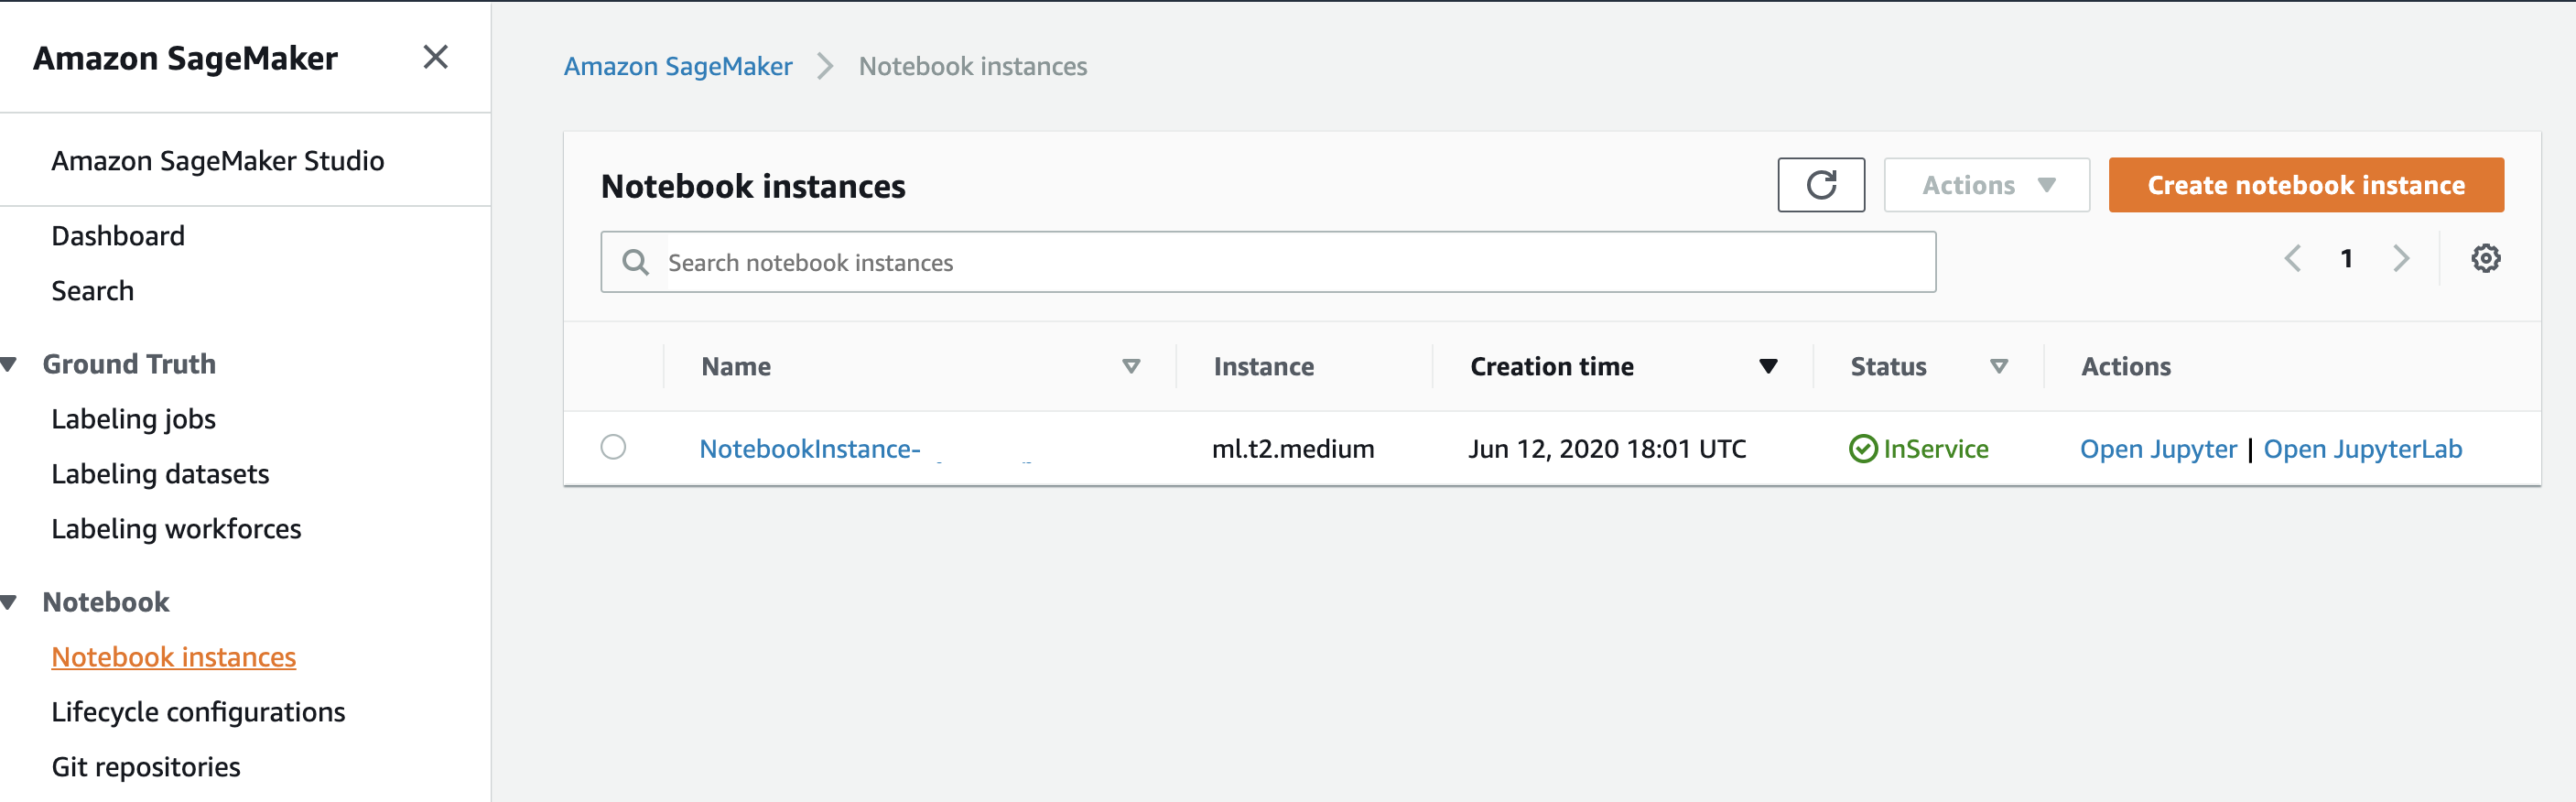 Amazon SageMaker
Amazon SageMaker Studio
Dashboard
Search
Ground Truth
Labeling jobs
Labeling datasets
Labeling workforces
Notebook
Notebook instances
Lifecycle configurations
Git repositories
Amazon SageMaker Notebook instances
Notebook instances
Actions Create notebook instance
Search notebook instances
1
Name Instance Creation time Status Actions
NotebookInstance- ml.t2.medium Jun 12, 2020 18:01 UTC InService Open Jupyter | Open JupyterLab